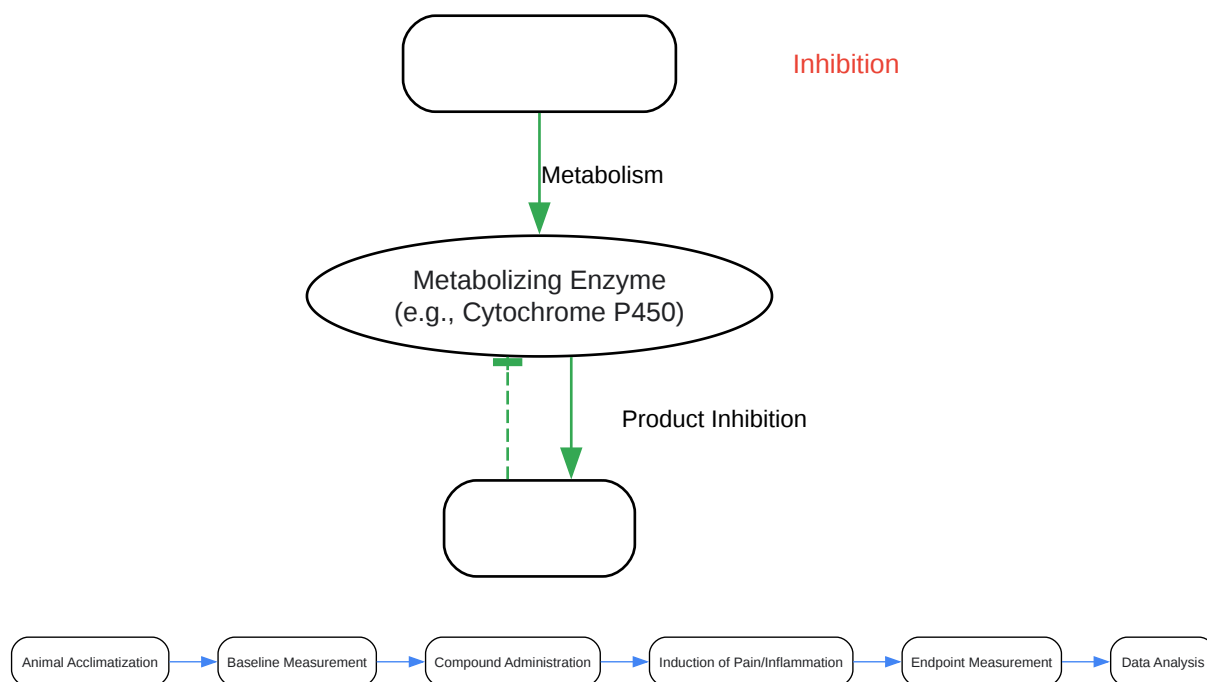 Inhibition
Metabolism
Metabolizing Enzyme
(e.g., Cytochrome P450)
Product Inhibition
Animal Acclimatization
Baseline Measurement
Compound Administration
Induction of Pain/Inflammation
Endpoint Measurement
Data Analysis